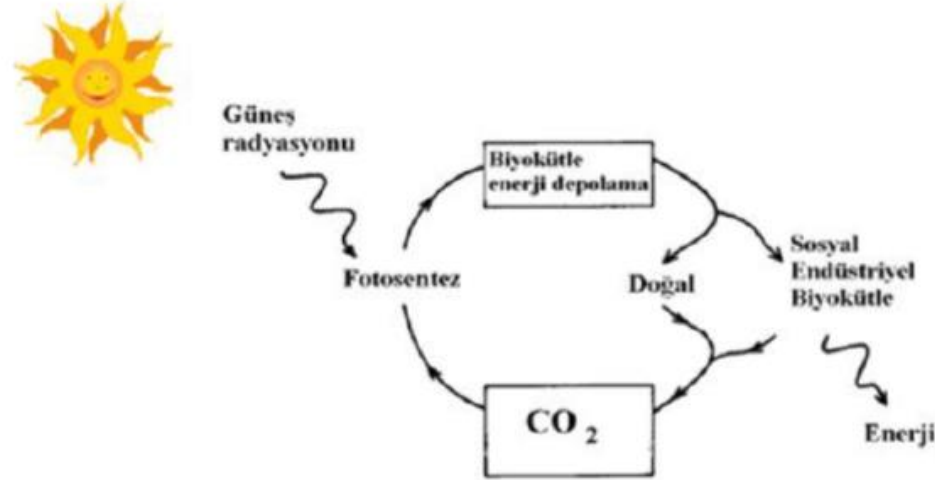 Güneş
radyasyonu
Biyokütle
enerji depolama
Fotosentez
Doğal
Sosyal
Endüstriyel
Biyokütle
CO₂
Enerji